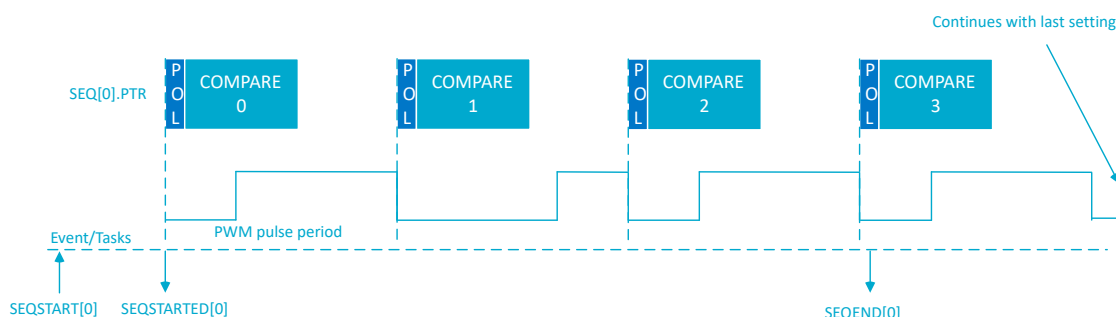 Continues with last setting
SEQ[0].PTR
P
O
L
COMPARE
0
P
O
L
COMPARE
1
P
O
L
COMPARE
2
P
O
L
COMPARE
3
Event/Tasks
PWM pulse period
SEQSTART[0]
SEQSTARTED[0]
SEQEND[0]